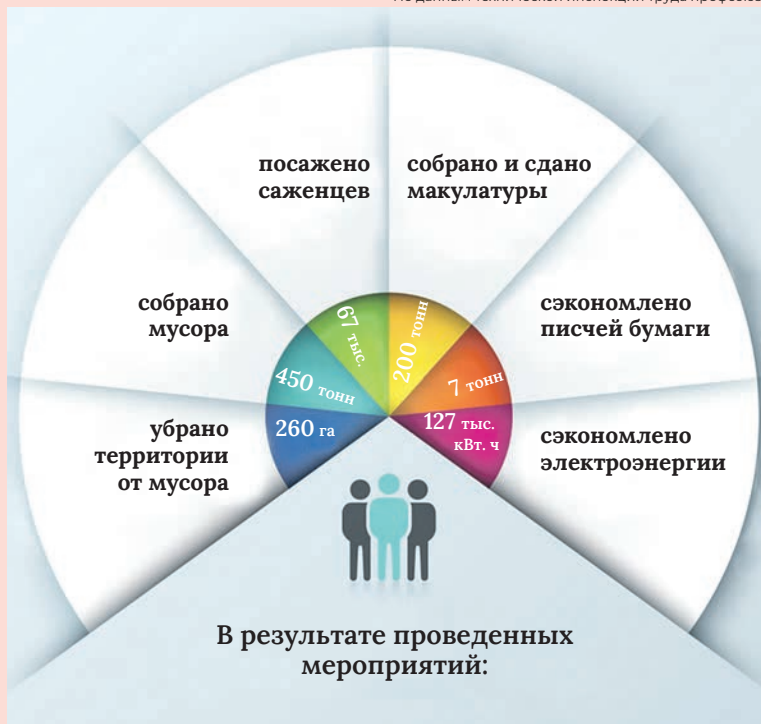 посажено
саженцев
собрано и сдано
макулатуры
собрано
мусора
сэкономлено
писчей бумаги
убрано
территории
от мусора
сэкономлено
электроэнергии
67 тыс.
200 тонн
450 тонн
7 тонн
260 га
127 тыс.
кВт. ч
В результате проведенных
мероприятий: